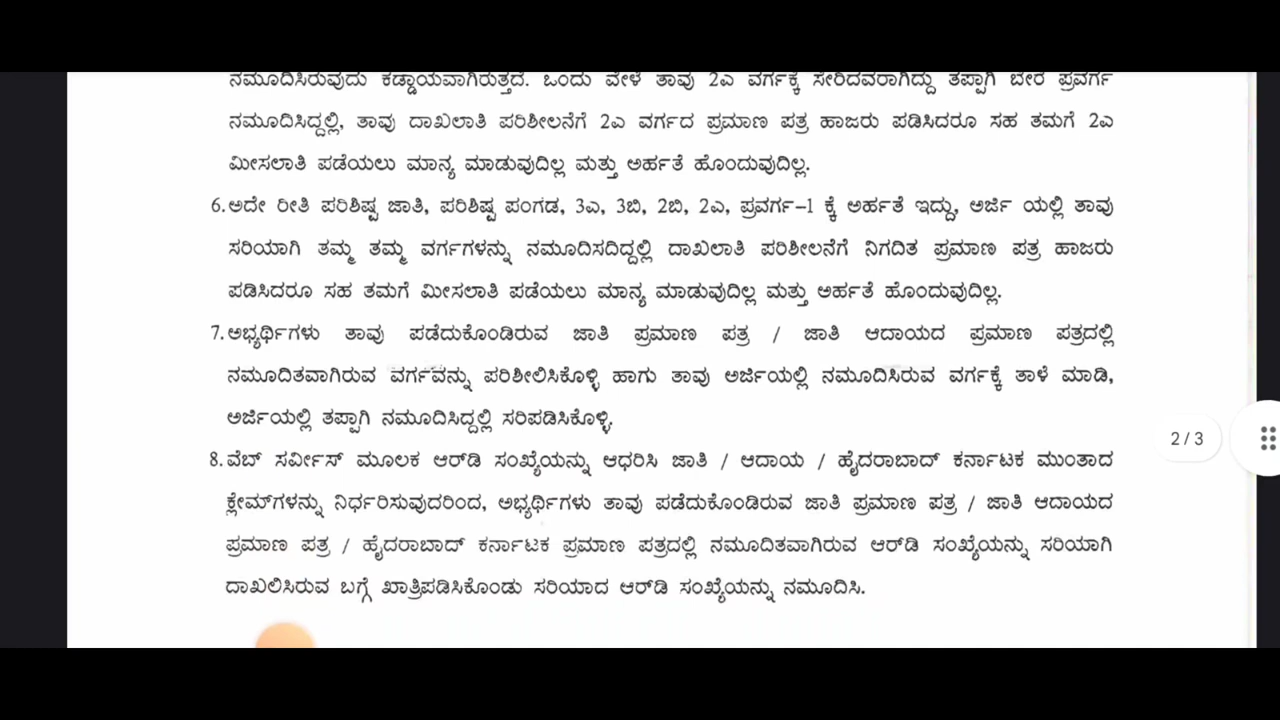 ನಮೂದಿಸಿರುವುದು ಕಡ್ಡಾಯವಾಗಿರುತ್ತದೆ. ಒಂದು ವೇಳೆ ತಾವು 2ಎ ವರ್ಗಕ್ಕೆ ಸೇರಿದವರಾಗಿದ್ದು ತಪ್ಪಾಗಿ ಬೇರೆ ಪ್ರವರ್ಗ
ನಮೂದಿಸಿದ್ದಲ್ಲಿ, ತಾವು ದಾಖಲಾತಿ ಪರಿಶೀಲನೆಗೆ 2ಎ ವರ್ಗದ ಪ್ರಮಾಣ ಪತ್ರ ಹಾಜರು ಪಡಿಸಿದರೂ ಸಹ ತಮಗೆ 2ಎ
ಮೀಸಲಾತಿ ಪಡೆಯಲು ಮಾನ್ಯ ಮಾಡುವುದಿಲ್ಲ ಮತ್ತು ಅರ್ಹತೆ ಹೊಂದುವುದಿಲ್ಲ.
6. ಅದೇ ರೀತಿ ಪರಿಶಿಷ್ಟ ಜಾತಿ, ಪರಿಶಿಷ್ಟ ಪಂಗಡ, 3ಎ, 3ಬಿ, 2ಬಿ, 2ಎ, ಪ್ರವರ್ಗ–1 ಕ್ಕೆ ಅರ್ಹತೆ ಇದ್ದು, ಅರ್ಜಿ ಯಲ್ಲಿ ತಾವು
ಸರಿಯಾಗಿ ತಮ್ಮ ತಮ್ಮ ವರ್ಗಗಳನ್ನು ನಮೂದಿಸದಿದ್ದಲ್ಲಿ ದಾಖಲಾತಿ ಪರಿಶೀಲನೆಗೆ ನಿಗದಿತ ಪ್ರಮಾಣ ಪತ್ರ ಹಾಜರು
ಪಡಿಸಿದರೂ ಸಹ ತಮಗೆ ಮೀಸಲಾತಿ ಪಡೆಯಲು ಮಾನ್ಯ ಮಾಡುವುದಿಲ್ಲ ಮತ್ತು ಅರ್ಹತೆ ಹೊಂದುವುದಿಲ್ಲ.
7. ಅಭ್ಯರ್ಥಿಗಳು ತಾವು ಪಡೆದುಕೊಂಡಿರುವ ಜಾತಿ ಪ್ರಮಾಣ ಪತ್ರ / ಜಾತಿ ಆದಾಯದ ಪ್ರಮಾಣ ಪತ್ರದಲ್ಲಿ
ನಮೂದಿತವಾಗಿರುವ ವರ್ಗವನ್ನು ಪರಿಶೀಲಿಸಿಕೊಳ್ಳಿ ಹಾಗು ತಾವು ಅರ್ಜಿಯಲ್ಲಿ ನಮೂದಿಸಿರುವ ವರ್ಗಕ್ಕೆ ತಾಳೆ ಮಾಡಿ,
ಅರ್ಜಿಯಲ್ಲಿ ತಪ್ಪಾಗಿ ನಮೂದಿಸಿದ್ದಲ್ಲಿ ಸರಿಪಡಿಸಿಕೊಳ್ಳಿ.
2 / 3
8. ವೆಬ್ ಸರ್ವೀಸ್ ಮೂಲಕ ಆರ್‌ಡಿ ಸಂಖ್ಯೆಯನ್ನು ಆಧರಿಸಿ ಜಾತಿ / ಆದಾಯ / ಹೈದರಾಬಾದ್ ಕರ್ನಾಟಕ ಮುಂತಾದ
ಕ್ಲೇಮ್‌ಗಳನ್ನು ನಿರ್ಧರಿಸುವುದರಿಂದ, ಅಭ್ಯರ್ಥಿಗಳು ತಾವು ಪಡೆದುಕೊಂಡಿರುವ ಜಾತಿ ಪ್ರಮಾಣ ಪತ್ರ / ಜಾತಿ ಆದಾಯದ
ಪ್ರಮಾಣ ಪತ್ರ / ಹೈದರಾಬಾದ್ ಕರ್ನಾಟಕ ಪ್ರಮಾಣ ಪತ್ರದಲ್ಲಿ ನಮೂದಿತವಾಗಿರುವ ಆರ್‌ಡಿ ಸಂಖ್ಯೆಯನ್ನು ಸರಿಯಾಗಿ
ದಾಖಲಿಸಿರುವ ಬಗ್ಗೆ ಖಾತ್ರಿಪಡಿಸಿಕೊಂಡು ಸರಿಯಾದ ಆರ್‌ಡಿ ಸಂಖ್ಯೆಯನ್ನು ನಮೂದಿಸಿ.